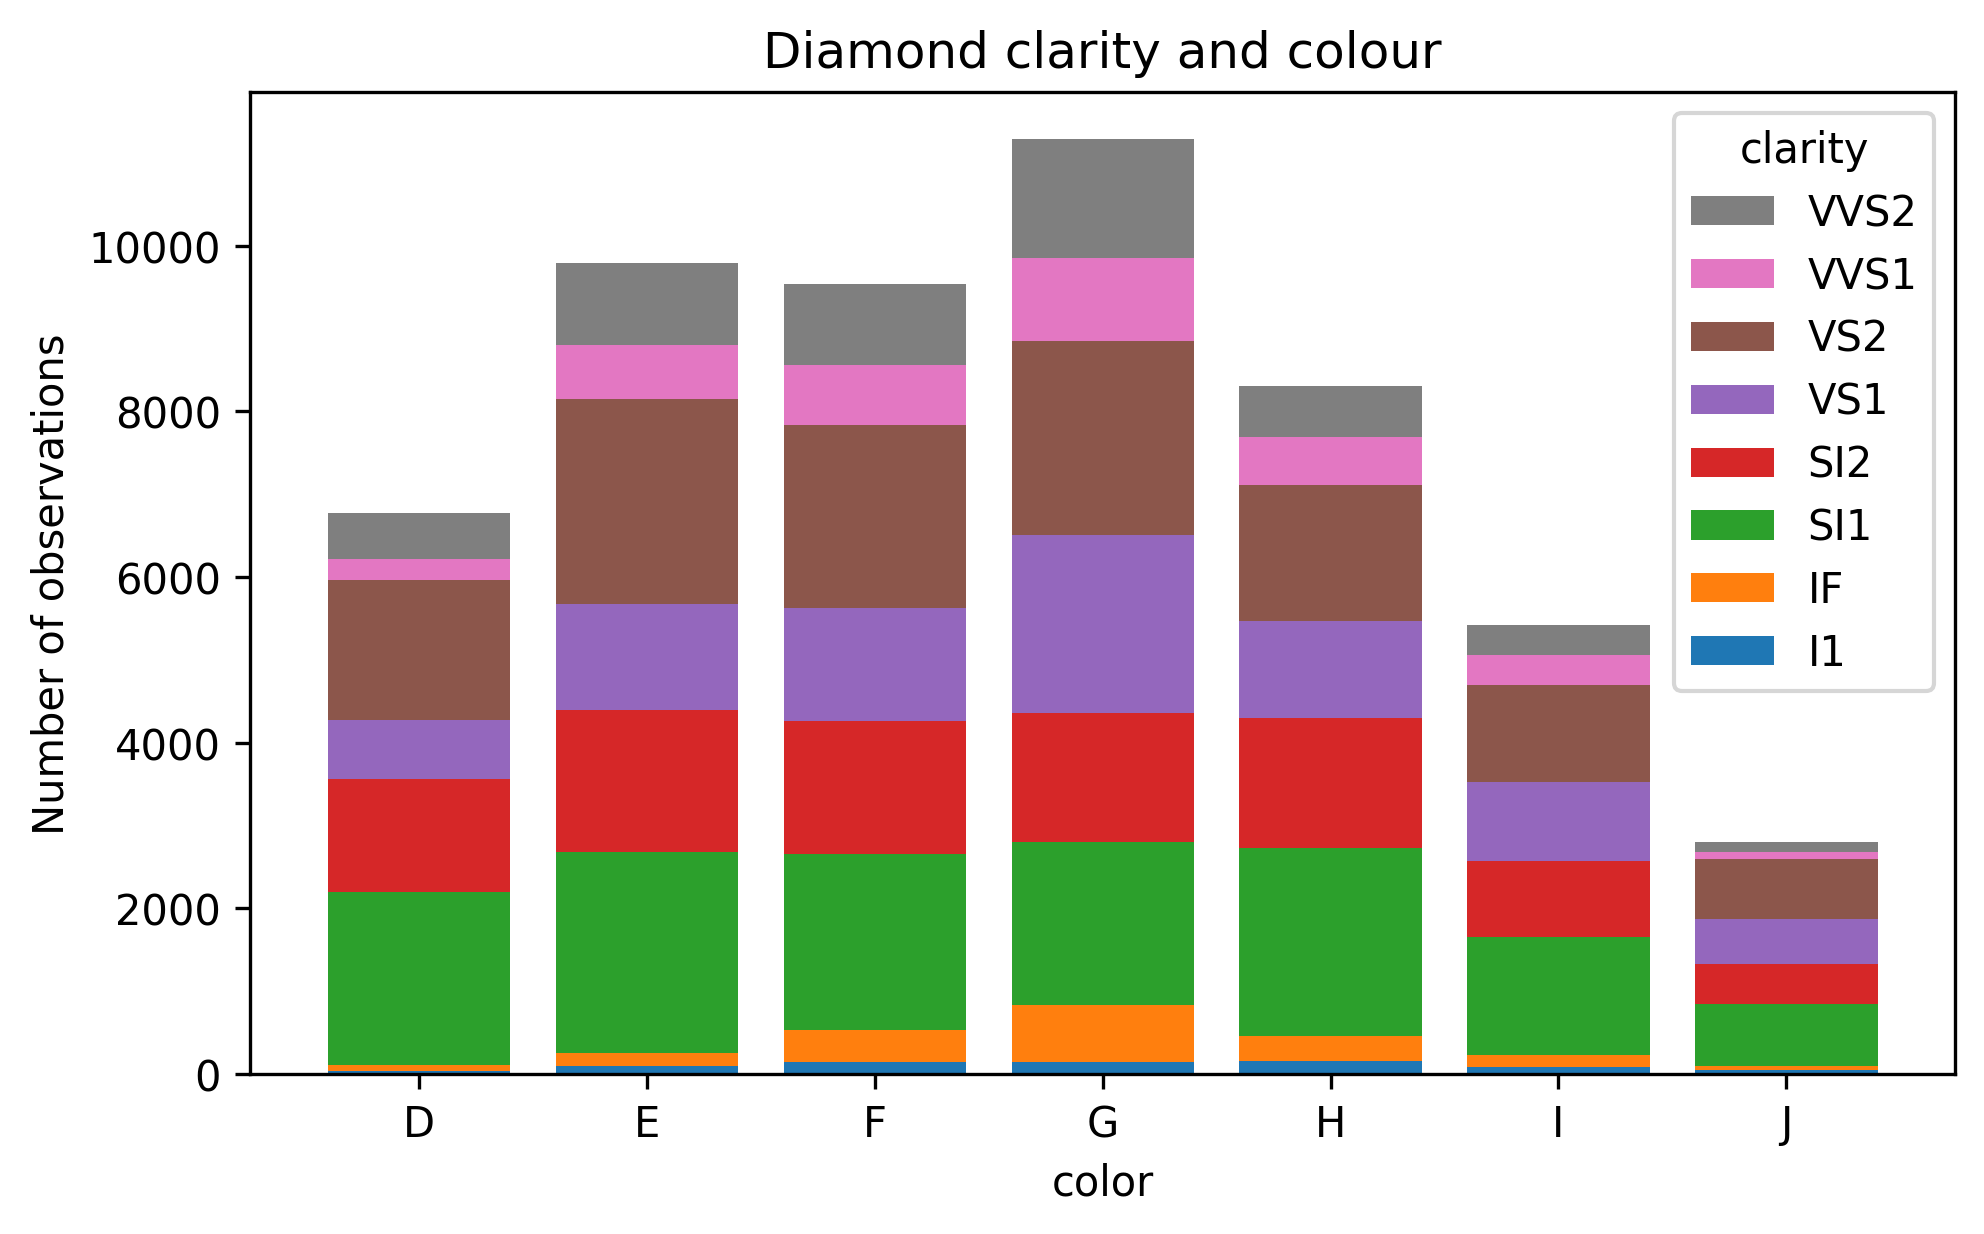 Diamond clarity and colour
Number of observations
10000
8000
6000
4000
2000
0
D E F G H I J
color
clarity
VVS2
VVS1
VS2
VS1
SI2
SI1
IF
I1